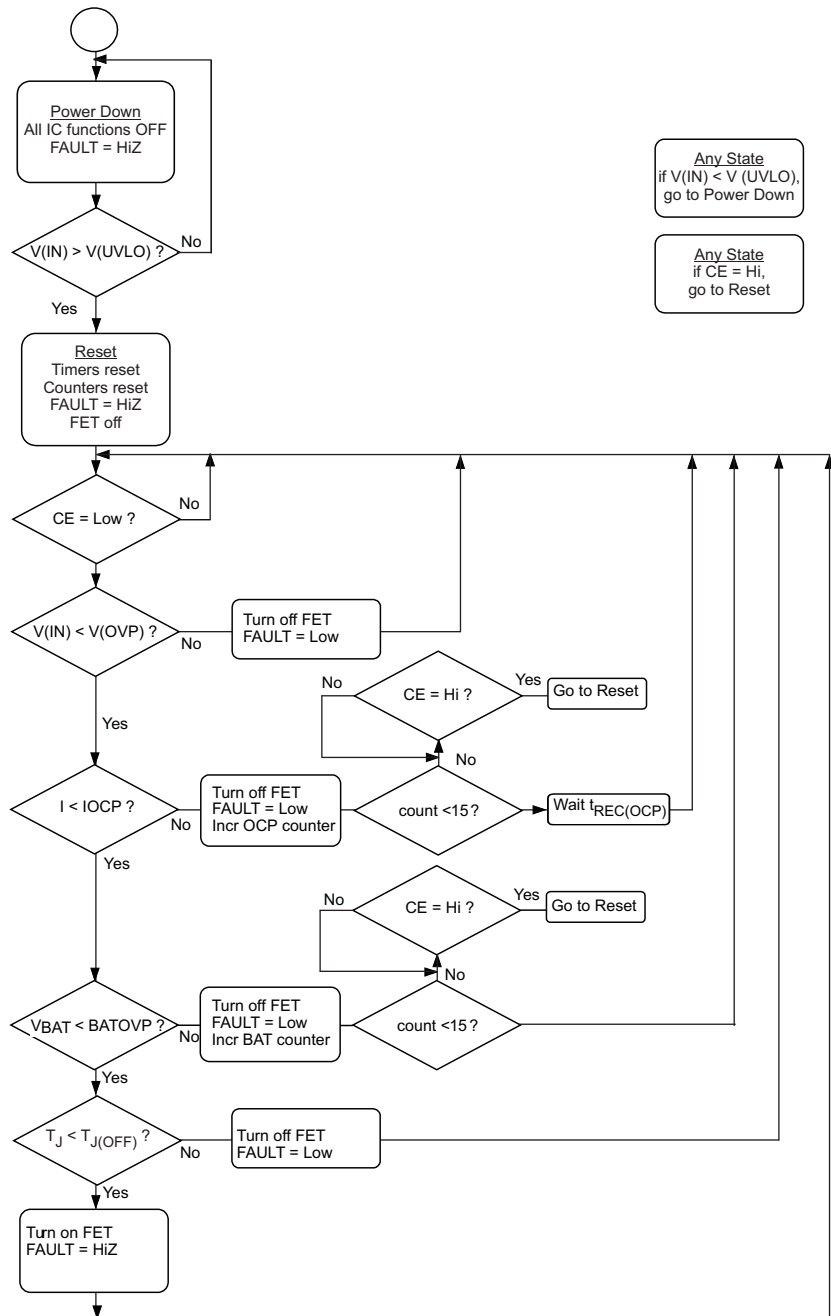 Power Down
All IC functions OFF
FAULT = HiZ
Any State
if V(IN) < V (UVLO),
go to Power Down
V(IN) > V(UVLO) ?
No
Any State
if CE = Hi,
go to Reset
Yes
Reset
Timers reset
Counters reset
FAULT = HiZ
FET off
CE = Low ?
No
V(IN) < V(OVP) ?
No
Turn off FET
FAULT = Low
Yes
No
CE = Hi ?
Yes
Go to Reset
No
I < IOCP ?
No
Turn off FET
FAULT = Low
Incr OCP counter
count <15?
Wait tREC(OCP)
Yes
No
CE = Hi ?
Yes
Go to Reset
No
VBAT < BATOVP ?
No
Turn off FET
FAULT = Low
Incr BAT counter
count <15?
Yes
TJ < TJ(OFF) ?
No
Turn off FET
FAULT = Low
Yes
Turn on FET
FAULT = HiZ